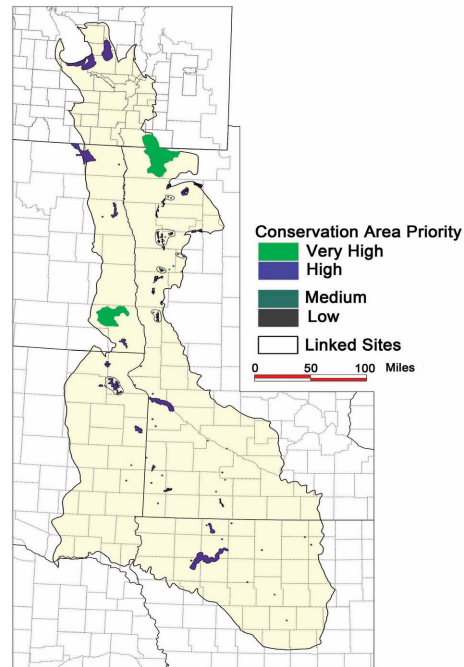 Conservation Area Priority
Very High
High
Medium
Low
Linked Sites
0 50 100 Miles